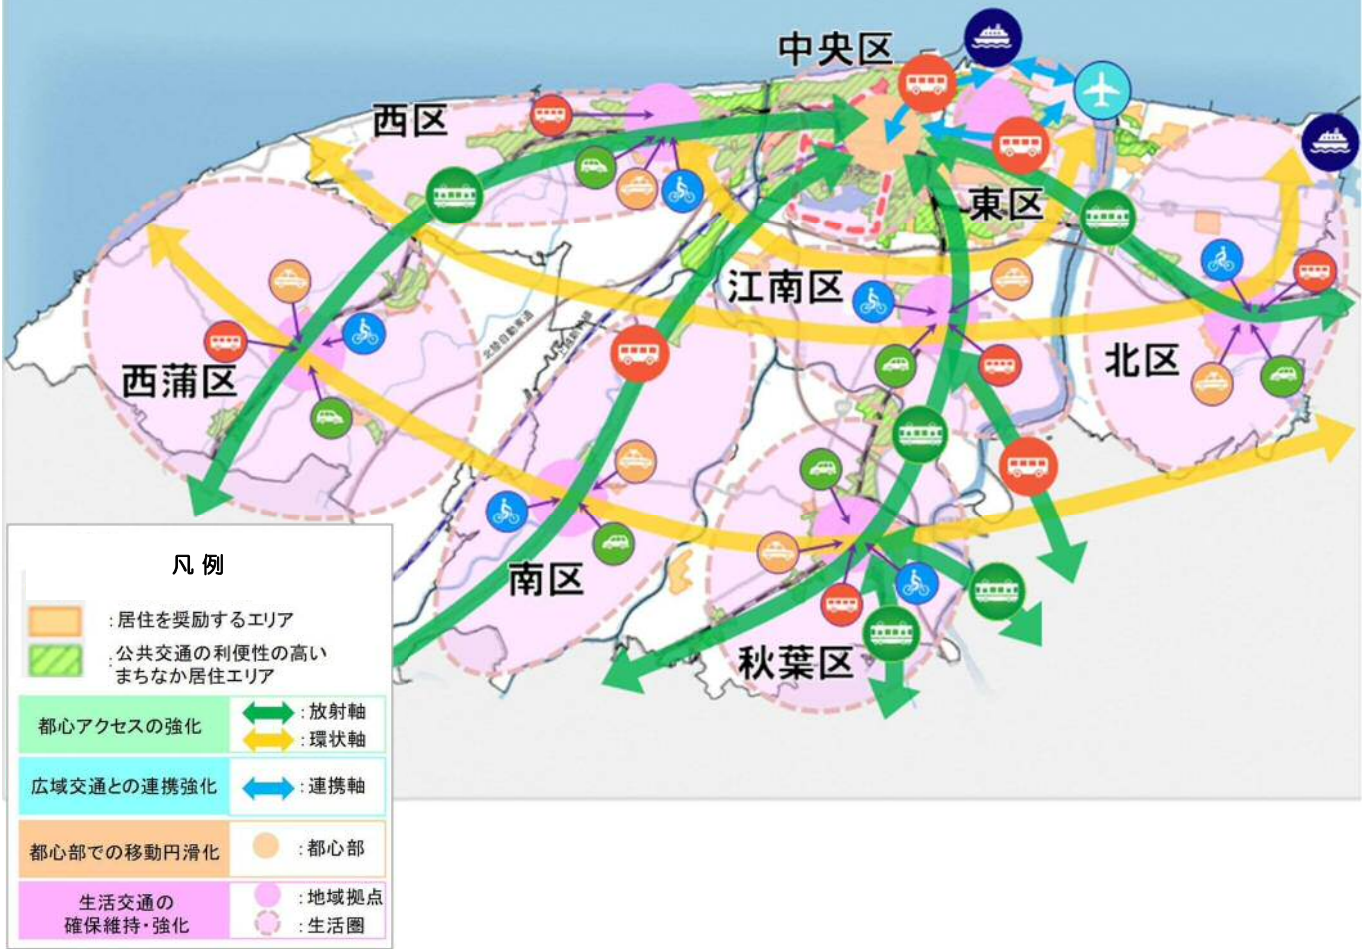 中央区
西区
東区
江南区
北区
西蒲区
北陸自動車道
南区
秋葉区
凡 例
:居住を奨励するエリア
:公共交通の利便性の高い
まちなか居住エリア
都心アクセスの強化
:放射軸
:環状軸
広域交通との連携強化
:連携軸
都心部での移動円滑化
:都心部
生活交通の
確保維持・強化
:地域拠点
:生活圏